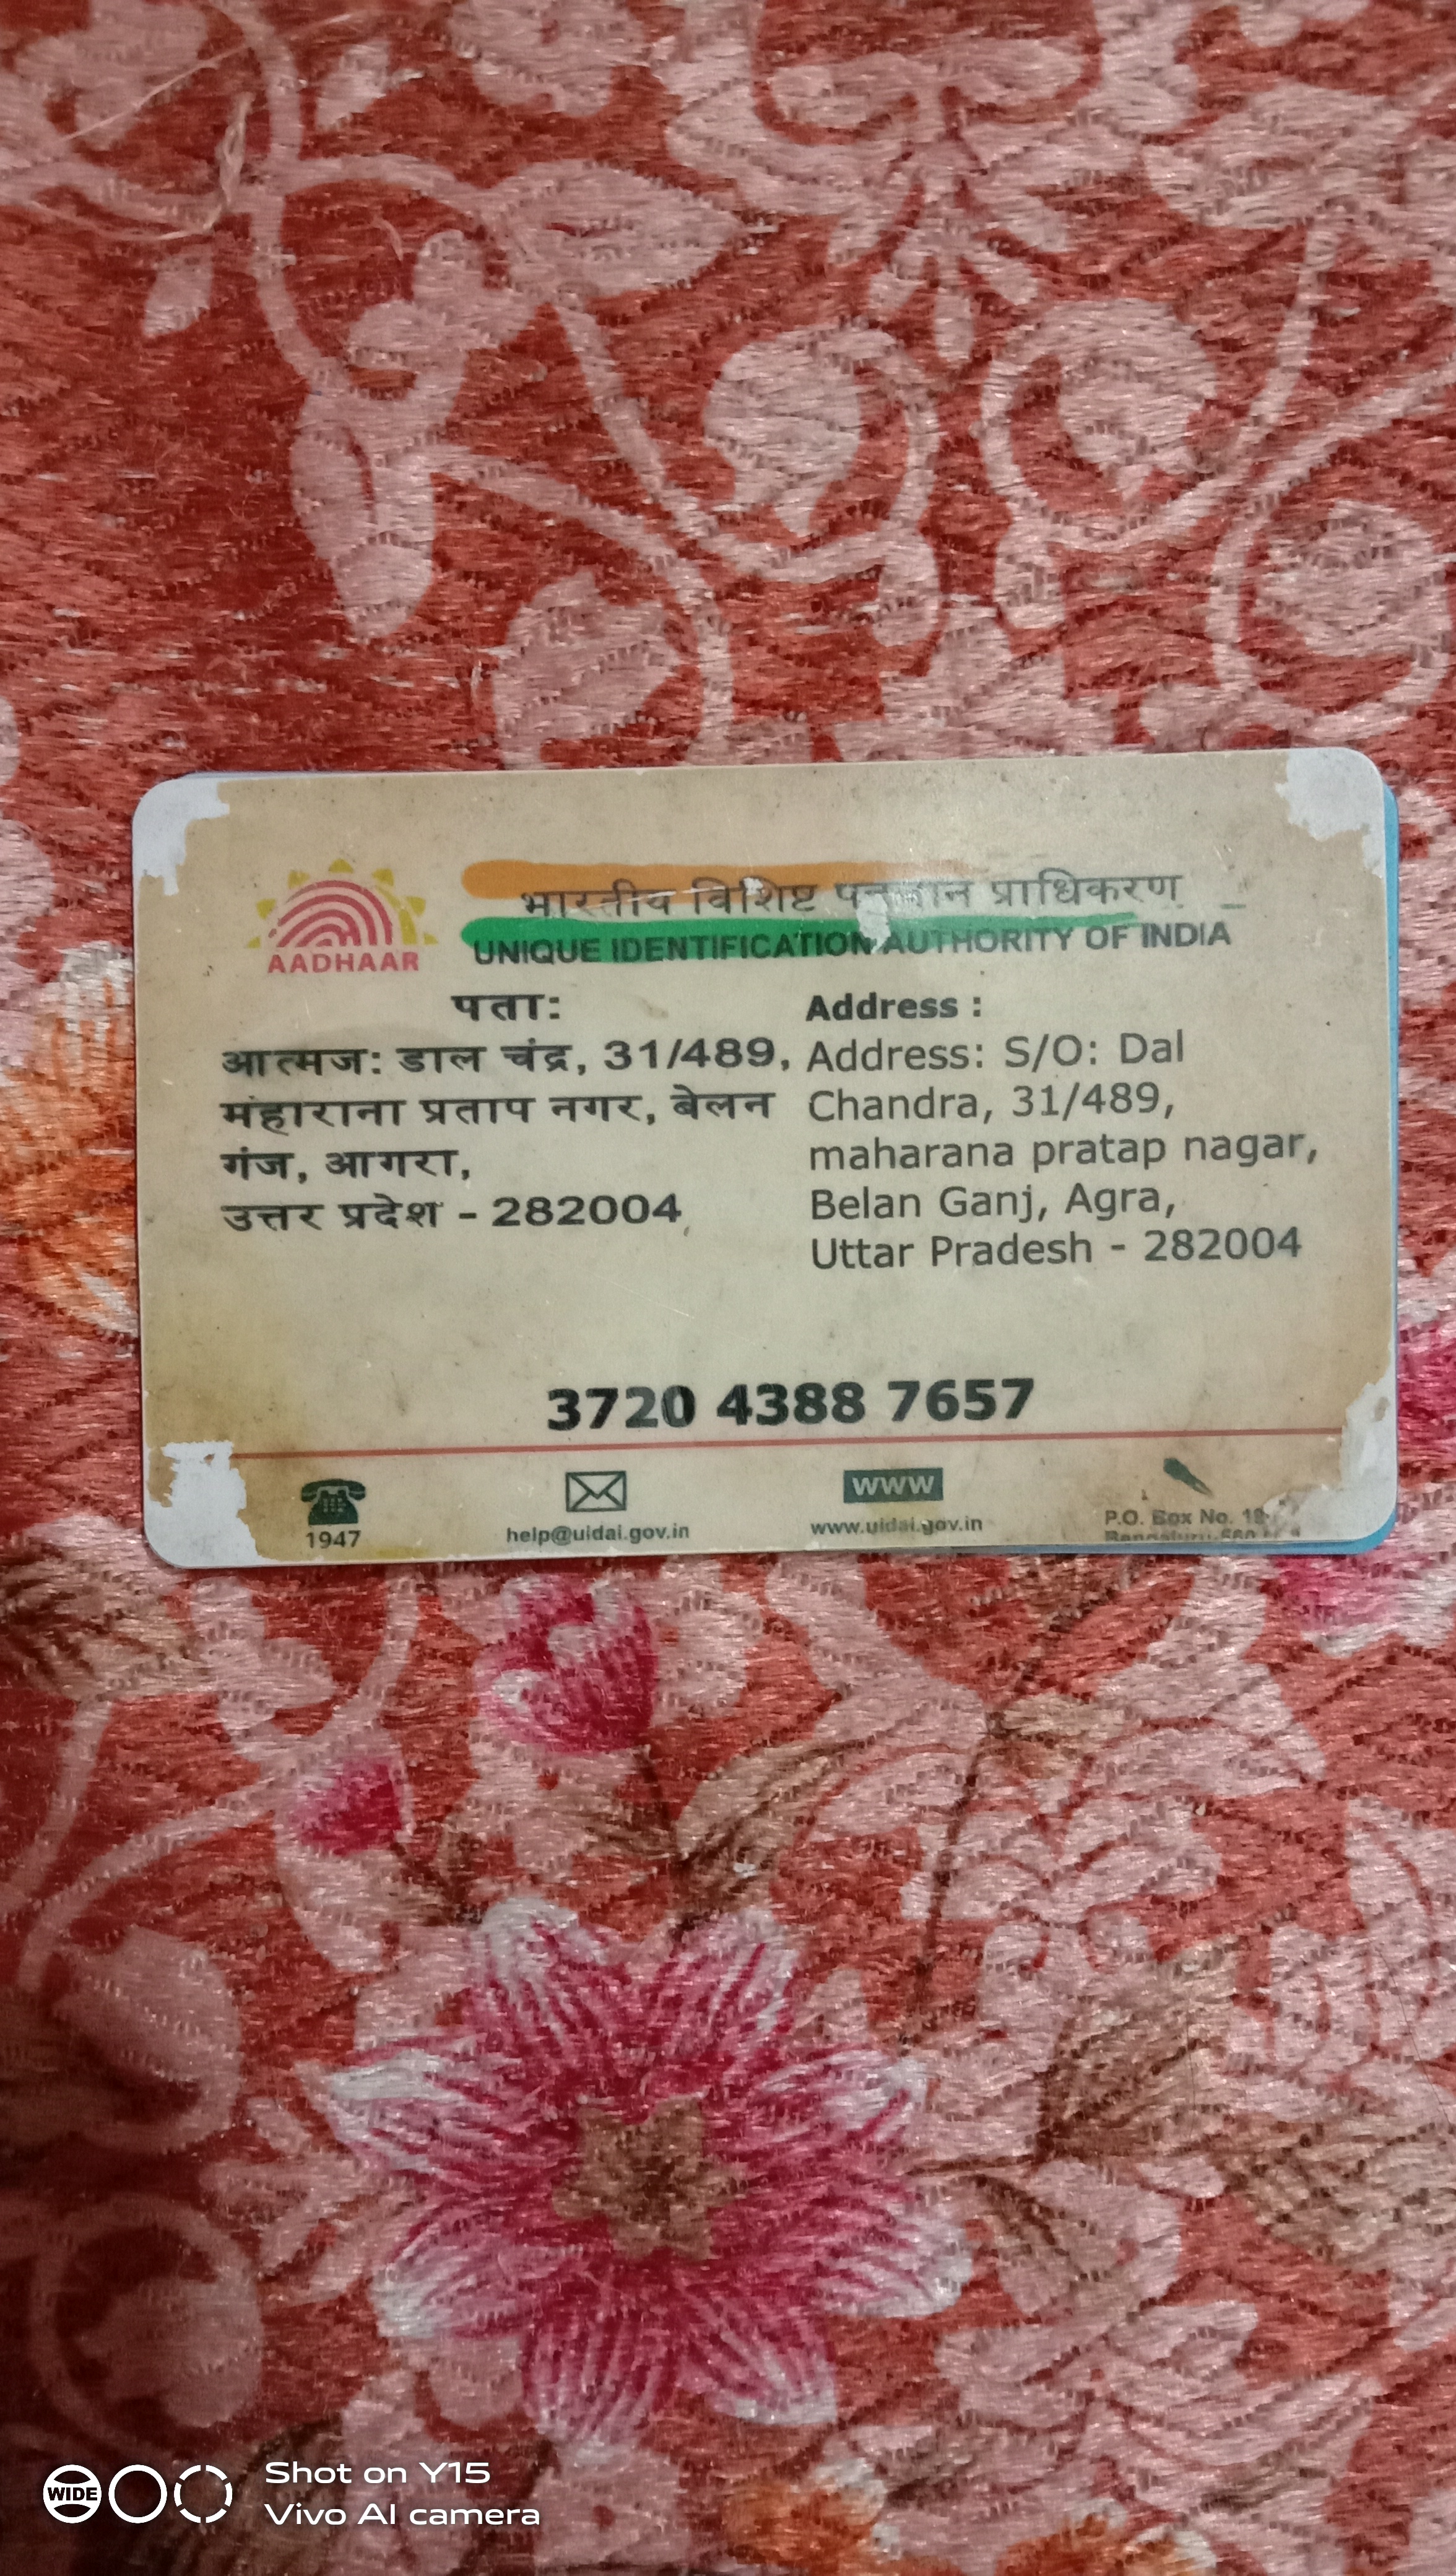 भारतीय विशिष्ट पहचान प्राधिकरण
UNIQUE IDENTIFICATION AUTHORITY OF INDIA
AADHAAR
पता:
आत्मज: डाल चंद्र, 31/489,
मंहाराना प्रताप नगर, बेलन
गंज, आगरा,
उत्तर प्रदेश - 282004
Address :
Address: S/O: Dal
Chandra, 31/489,
maharana pratap nagar,
Belan Ganj, Agra,
Uttar Pradesh - 282004
3720 4388 7657
1947
help@uidai.gov.in
WWW
www.uidai.gov.in
P.O. Box No.
WIDE
Shot on Y15
Vivo AI camera